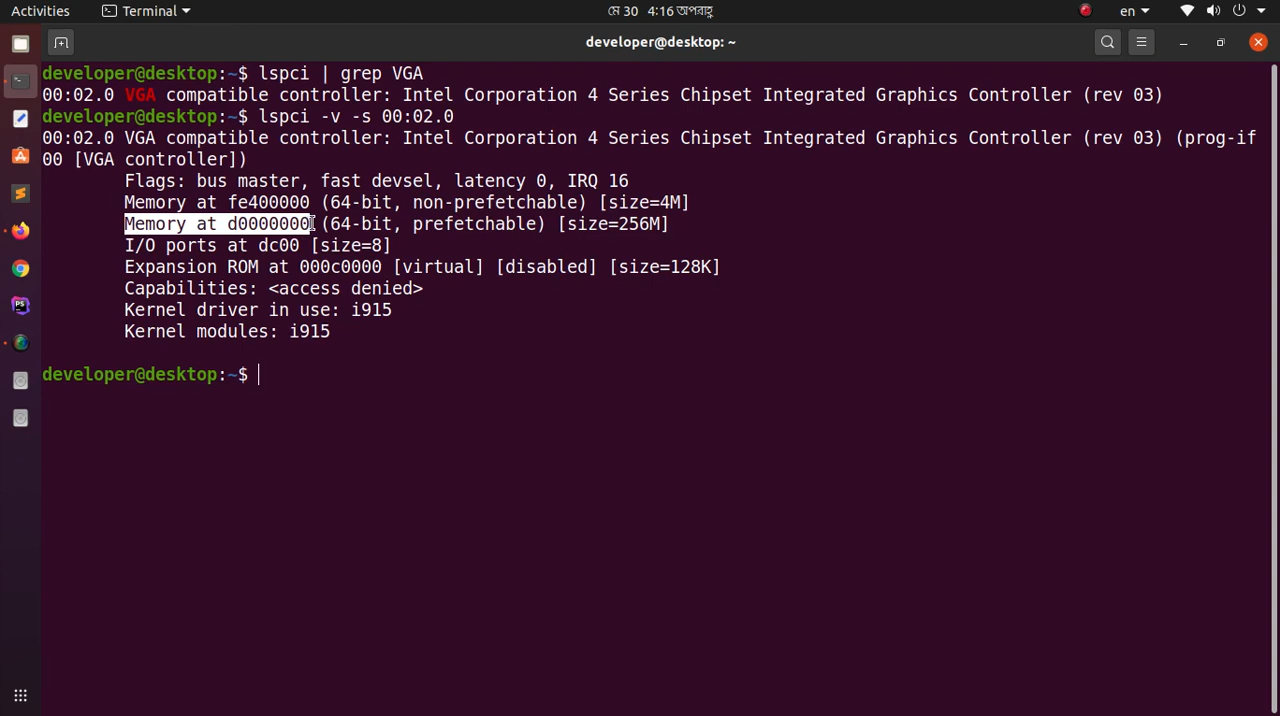 Activities Terminal মে 30 4:16 অপরাহ্ণ en
developer@desktop: ~
developer@desktop:~$ lspci | grep VGA
00:02.0 VGA compatible controller: Intel Corporation 4 Series Chipset Integrated Graphics Controller (rev 03)
developer@desktop:~$ lspci -v -s 00:02.0
00:02.0 VGA compatible controller: Intel Corporation 4 Series Chipset Integrated Graphics Controller (rev 03) (prog-if
00 [VGA controller])
Flags: bus master, fast devsel, latency 0, IRQ 16
Memory at fe400000 (64-bit, non-prefetchable) [size=4M]
Memory at d0000000 (64-bit, prefetchable) [size=256M]
I/O ports at dc00 [size=8]
Expansion ROM at 000c0000 [virtual] [disabled] [size=128K]
Capabilities: <access denied>
Kernel driver in use: i915
Kernel modules: i915
developer@desktop:~$